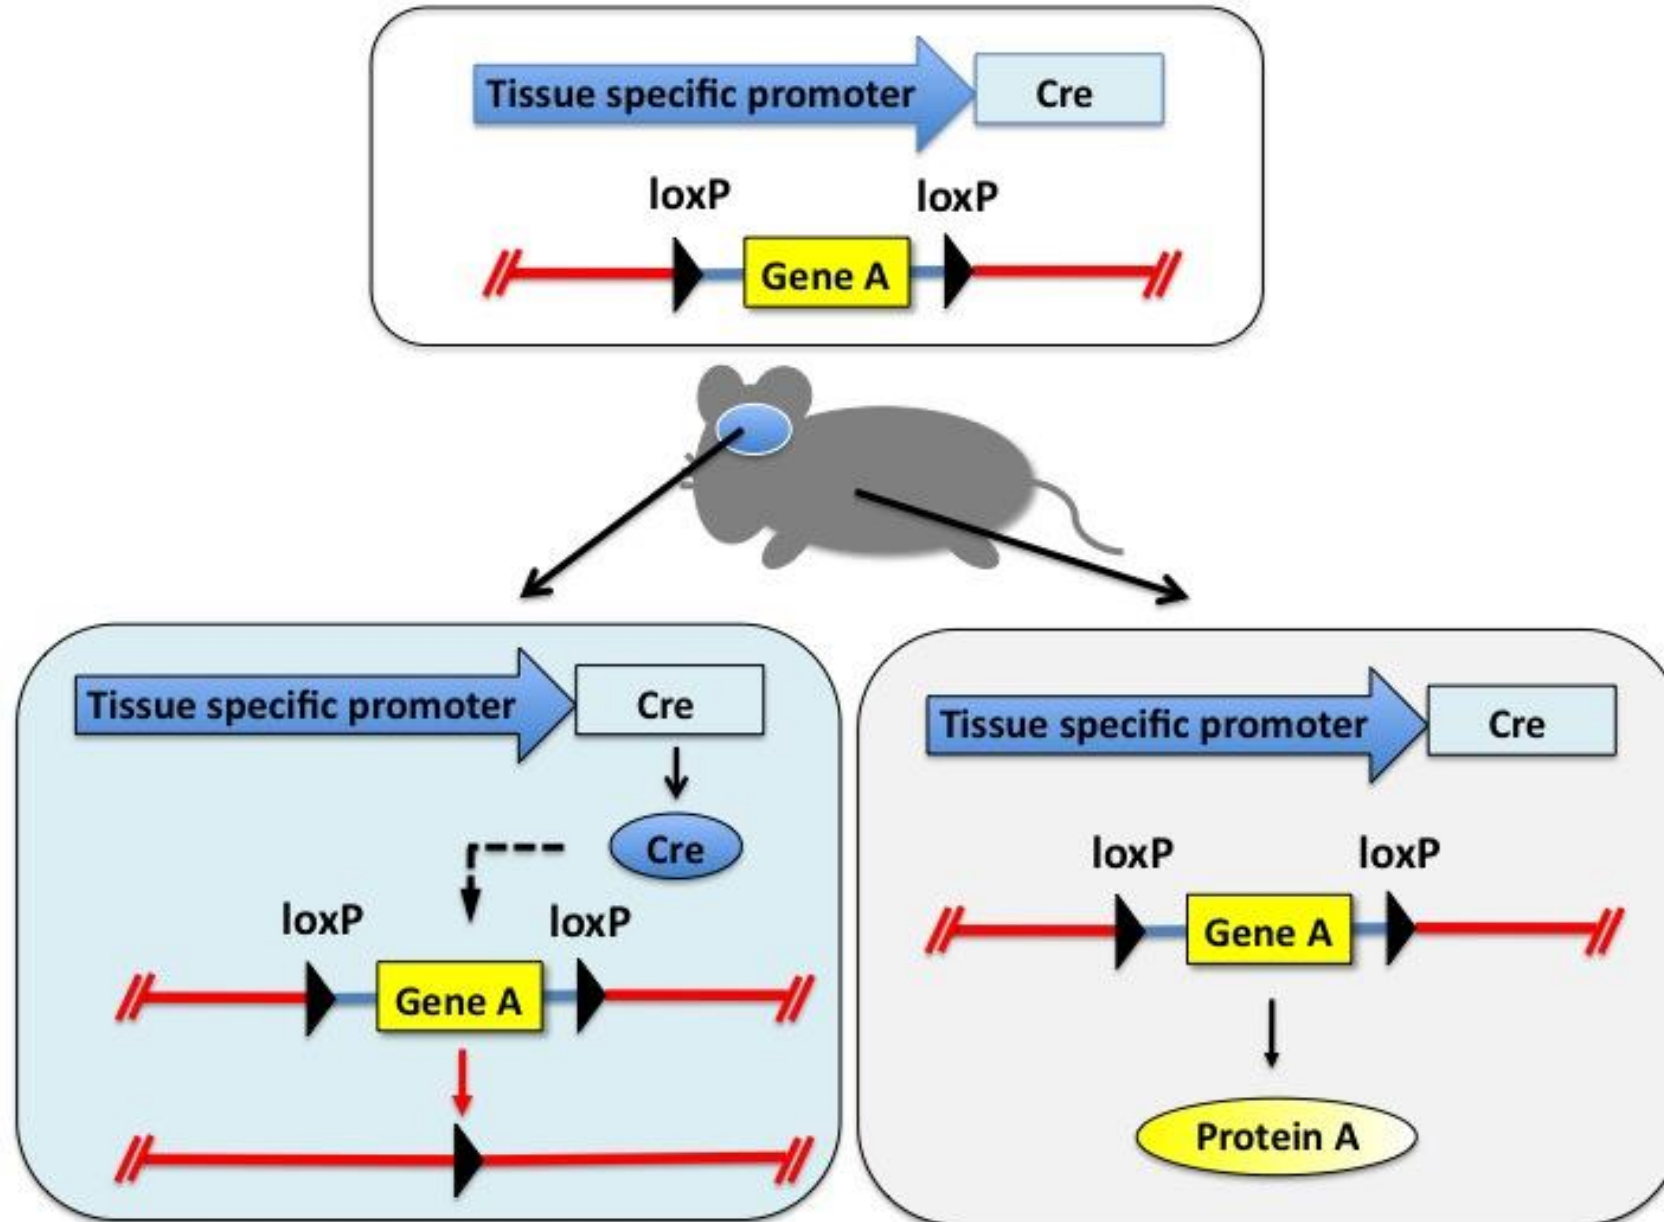 Tissue specific promoter Cre
loxP loxP
Gene A
Tissue specific promoter Cre
Cre
loxP loxP
Gene A
Tissue specific promoter Cre
loxP loxP
Gene A
Protein A